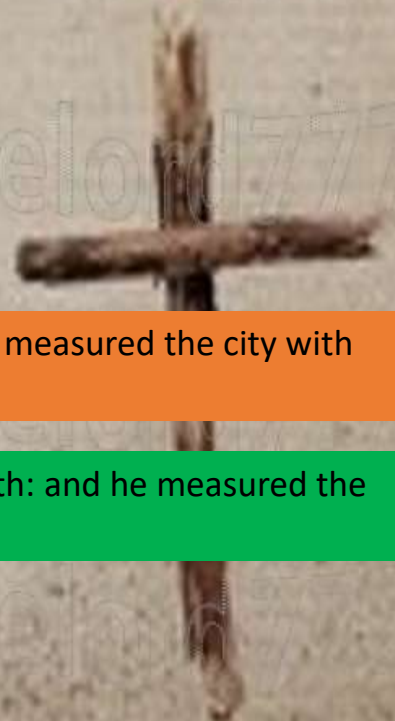 measured the city with
th: and he measured the